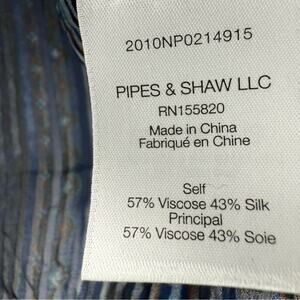 2010NP0214915
PIPES & SHAW LLC
RN155820
Made in China
Fabriqué en Chine
Self
57% Viscose 43% Silk
Principal
57% Viscose 43% Soie